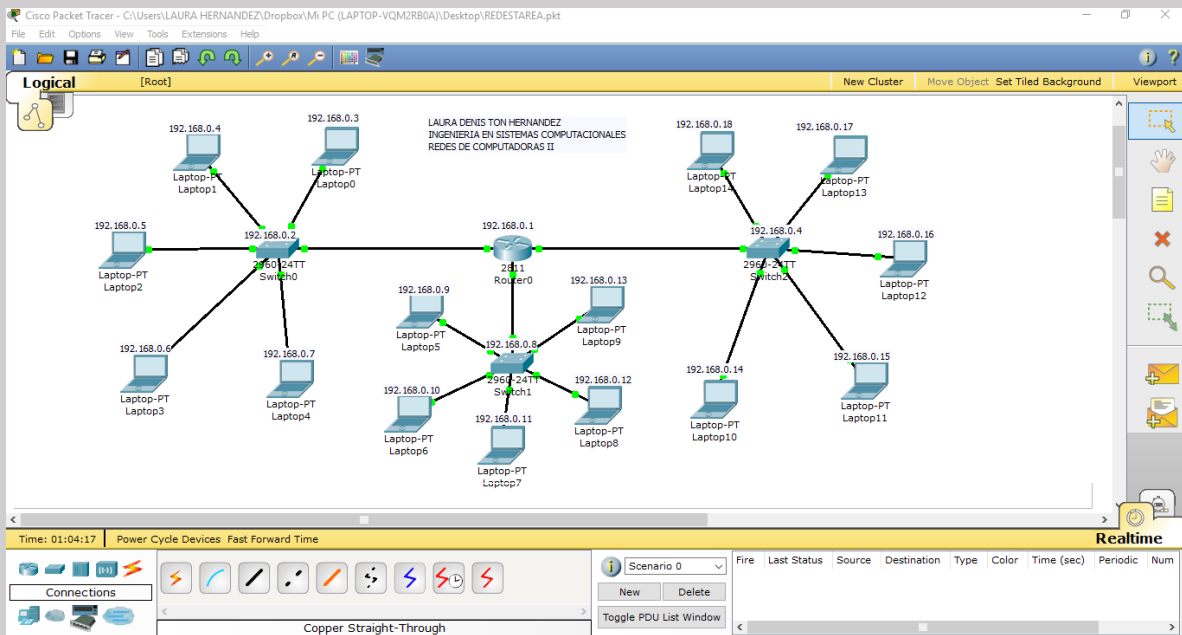 Cisco Packet Tracer - C:\Users\LAURA HERNANDEZ\Dropbox\Mi PC (LAPTOP-VQM2RB0A)\Desktop\REDESTAREA.pkt
File Edit Options View Tools Extensions Help
Logical
[Root]
New Cluster
Move Object
Set Tiled Background
Viewport
LAURA DENIS TON HERNANDEZ
INGENIERIA EN SISTEMAS COMPUTACIONALES
REDES DE COMPUTADORAS II
192.168.0.4
Laptop-PT
Laptop1
192.168.0.3
Laptop-PT
Laptop0
192.168.0.5
Laptop-PT
Laptop2
192.168.0.2
2960-24TT
Switch0
192.168.0.6
Laptop-PT
Laptop3
192.168.0.7
Laptop-PT
Laptop4
192.168.0.1
2811
Router0
192.168.0.9
Laptop-PT
Laptop5
192.168.0.13
Laptop-PT
Laptop9
192.168.0.8
2960-24TT
Switch1
192.168.0.10
Laptop-PT
Laptop6
192.168.0.11
Laptop-PT
Laptop7
192.168.0.12
Laptop-PT
Laptop8
192.168.0.18
Laptop-PT
Laptop14
192.168.0.17
Laptop-PT
Laptop13
192.168.0.4
2960-24TT
Switch2
192.168.0.16
Laptop-PT
Laptop12
192.168.0.14
Laptop-PT
Laptop10
192.168.0.15
Laptop-PT
Laptop11
Time: 01:04:17
Power Cycle Devices Fast Forward Time
Realtime
Connections
Copper Straight-Through
Scenario 0
New
Delete
Toggle PDU List Window
Fire Last Status Source Destination Type Color Time (sec) Periodic Num